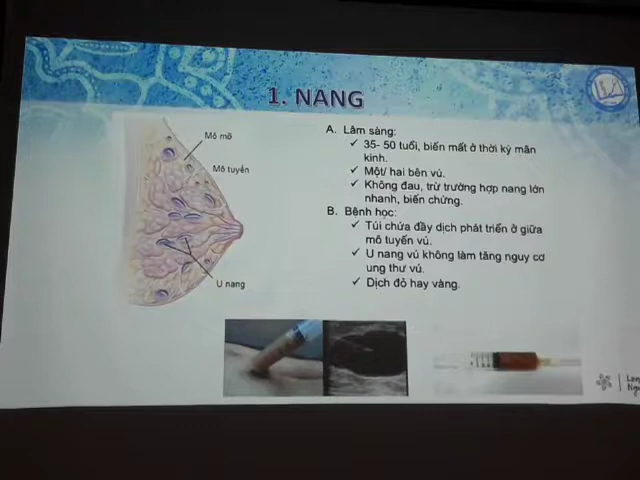 1. NANG
Mô mỡ
Mô tuyến
U nang
A. Lâm sàng:
✓ 35- 50 tuổi, biến mất ở thời kỳ mãn
kinh.
✓ Một/ hai bên vú.
✓ Không đau, trừ trường hợp nang lớn
nhanh, biến chứng.
B. Bệnh học:
✓ Túi chứa đầy dịch phát triển ở giữa
mô tuyến vú.
✓ U nang vú không làm tăng nguy cơ
ung thư vú.
✓ Dịch đỏ hay vàng.